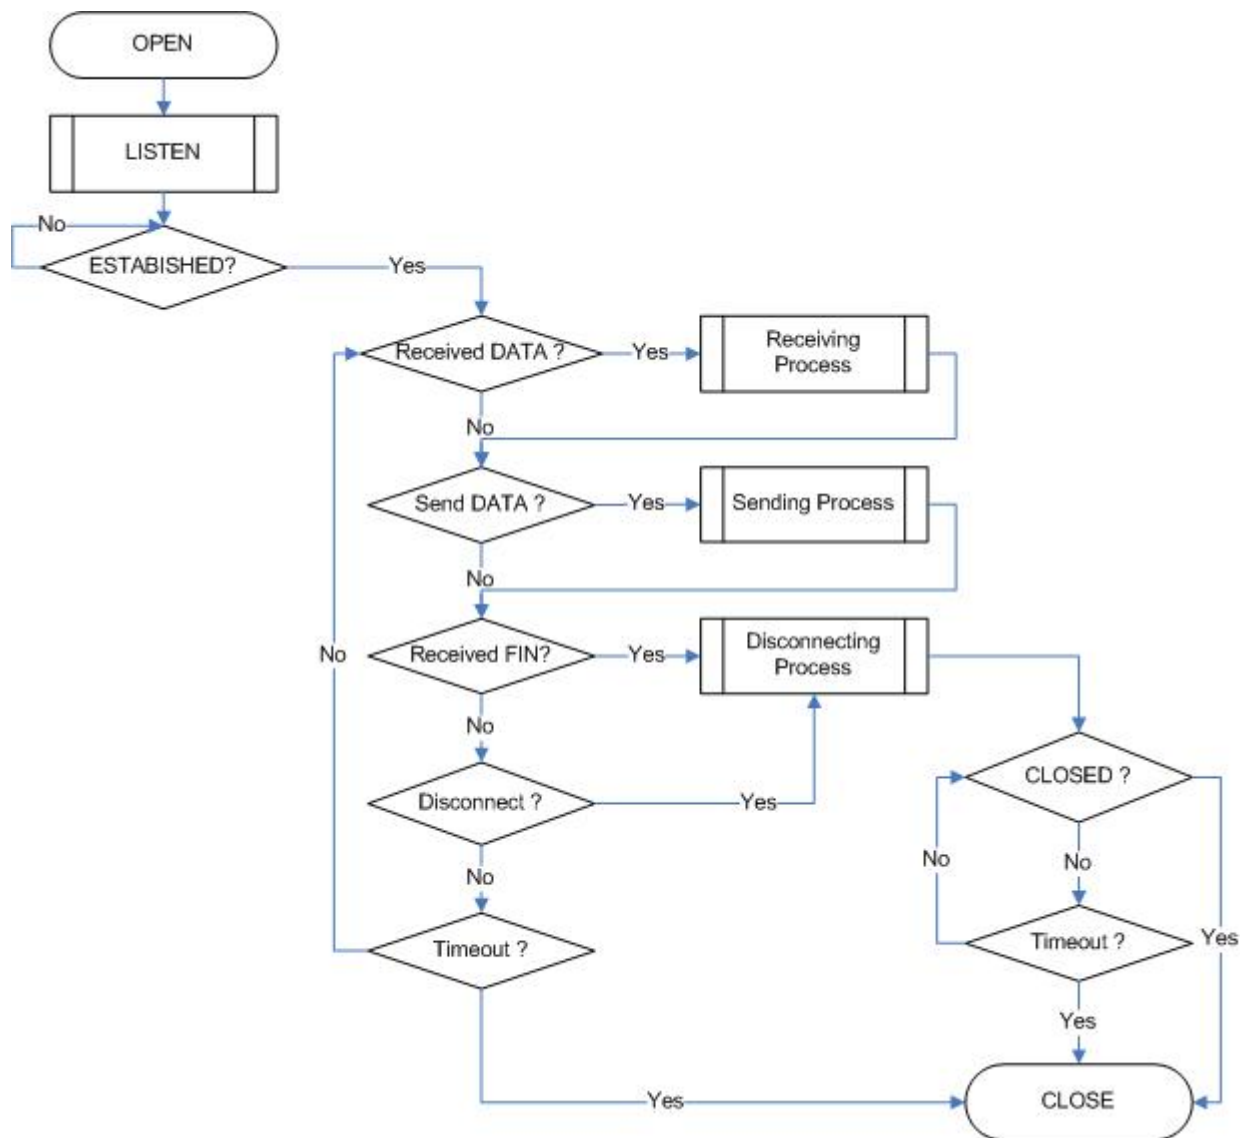 OPEN
LISTEN
No
ESTABISHED?
Yes
Received DATA ?
Yes
Receiving
Process
No
Send DATA ?
Yes
Sending Process
No
No
Received FIN?
Yes
Disconnecting
Process
No
CLOSED ?
Disconnect ?
Yes
No
No
No
Timeout ?
Timeout ?
Yes
Yes
Yes
CLOSE